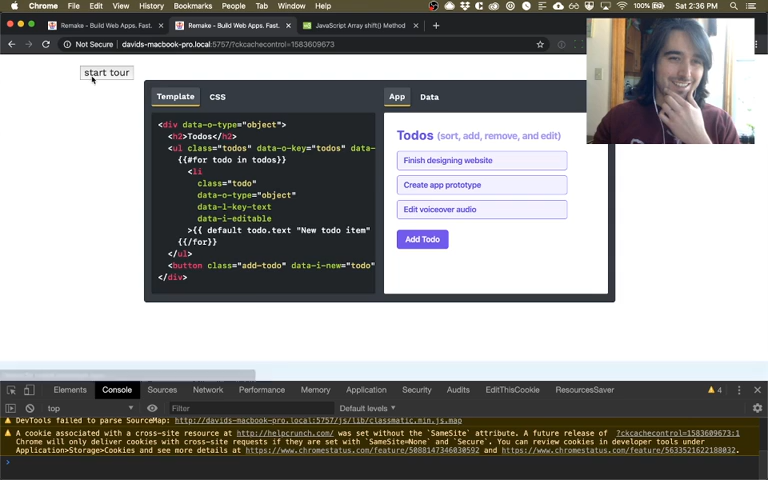 Chrome File Edit View History Bookmarks People Tab Window Help
100% Sat 2:36 PM
Remake - Build Web Apps. Fast.
Remake - Build Web Apps. Fast.
JavaScript Array shift() Method
Not Secure davids-macbook-pro.local:5757/?ckcachecontrol=1583609673
start tour
Template CSS
App Data
<div data-o-type="object">
<h2>Todos</h2>
<ul class="todos" data-o-key="todos" data-
{{#for todo in todos}}
<li
class="todo"
data-o-type="object"
data-l-key-text
data-i-editable
>{{ default todo.text "New todo item"
{{/for}}
</ul>
<button class="add-todo" data-i-new="todo"
</div>
Todos (sort, add, remove, and edit)
Finish designing website
Create app prototype
Edit voiceover audio
Add Todo
Elements Console Sources Network Performance Memory Application Security Audits EditThisCookie ResourcesSaver 4
top Filter Default levels
DevTools failed to parse SourceMap: http://davids-macbook-pro.local:5757/js/lib/classmatic.min.js.map
A cookie associated with a cross-site resource at http://helpcrunch.com/ was set without the `SameSite` attribute. A future release of ?ckcachecontrol=1583609673:1
Chrome will only deliver cookies with cross-site requests if they are set with `SameSite=None` and `Secure`. You can review cookies in developer tools under
Application>Storage>Cookies and see more details at https://www.chromestatus.com/feature/5088147346030592 and https://www.chromestatus.com/feature/5633521622188032.